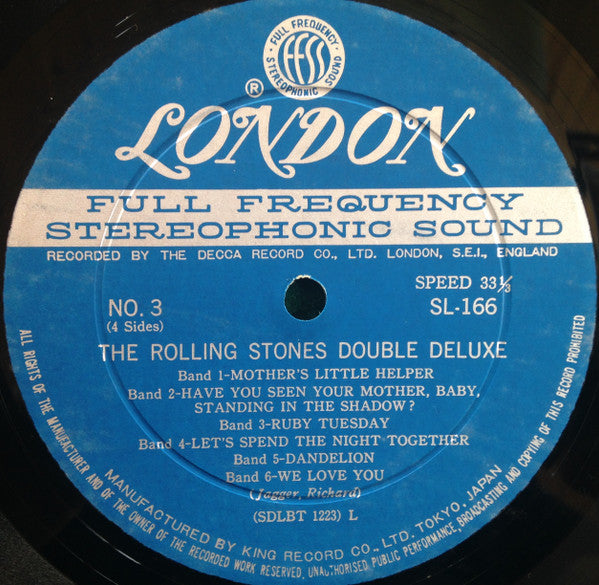 FULL FREQUENCY
STEREOPHONIC SOUND
FFSS
®
LONDON
FULL FREQUENCY
STEREOPHONIC SOUND
RECORDED BY THE DECCA RECORD CO., LTD. LONDON, S.E.I., ENGLAND
SPEED 33⅓
NO. 3
SL-166
(4 Sides)
THE ROLLING STONES DOUBLE DELUXE
Band 1-MOTHER'S LITTLE HELPER
Band 2-HAVE YOU SEEN YOUR MOTHER, BABY,
STANDING IN THE SHADOW?
Band 3-RUBY TUESDAY
Band 4-LET'S SPEND THE NIGHT TOGETHER
Band 5-DANDELION
Band 6-WE LOVE YOU
(Jagger, Richard)
(SDLBT 1223) L
MANUFACTURED BY KING RECORD CO., LTD. TOKYO, JAPAN
ALL RIGHTS OF THE MANUFACTURER AND OF THE OWNER OF THE RECORDED WORK RESERVED, UNAUTHORISED PUBLIC PERFORMANCE, BROADCASTING AND COPYING OF THIS RECORD PROHIBITED